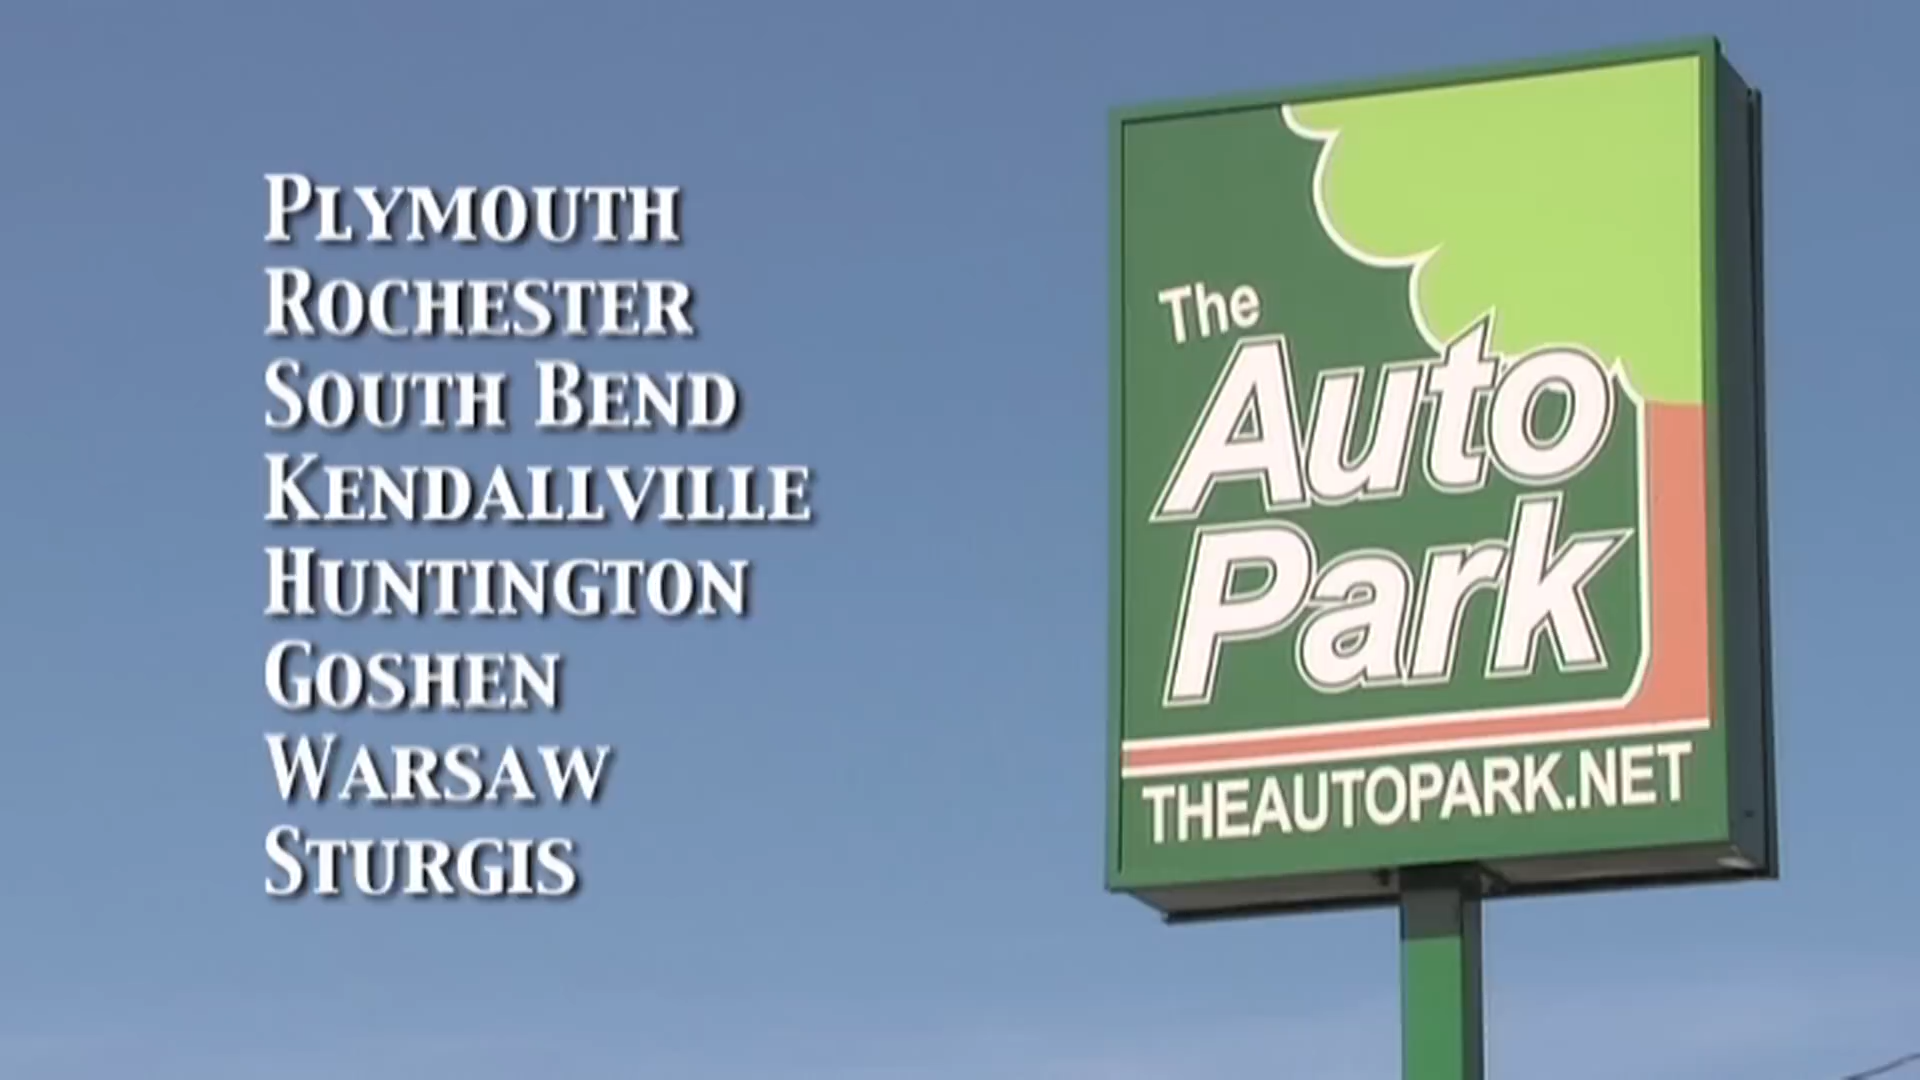 PLYMOUTH
ROCHESTER
SOUTH BEND
KENDALLVILLE
HUNTINGTON
GOSHEN
WARSAW
STURGIS
The
Auto
Park
THEAUTOPARK.NET